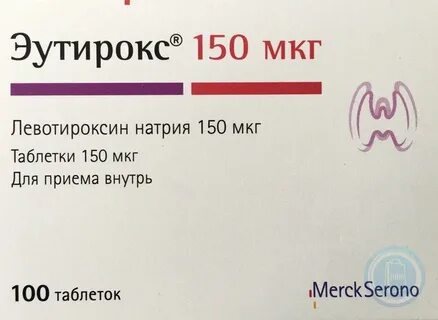 Эутирокс® 150 мкг
Левотироксин натрия 150 мкг
Таблетки 150 мкг
Для приема внутрь
100 таблеток
MerckSerono